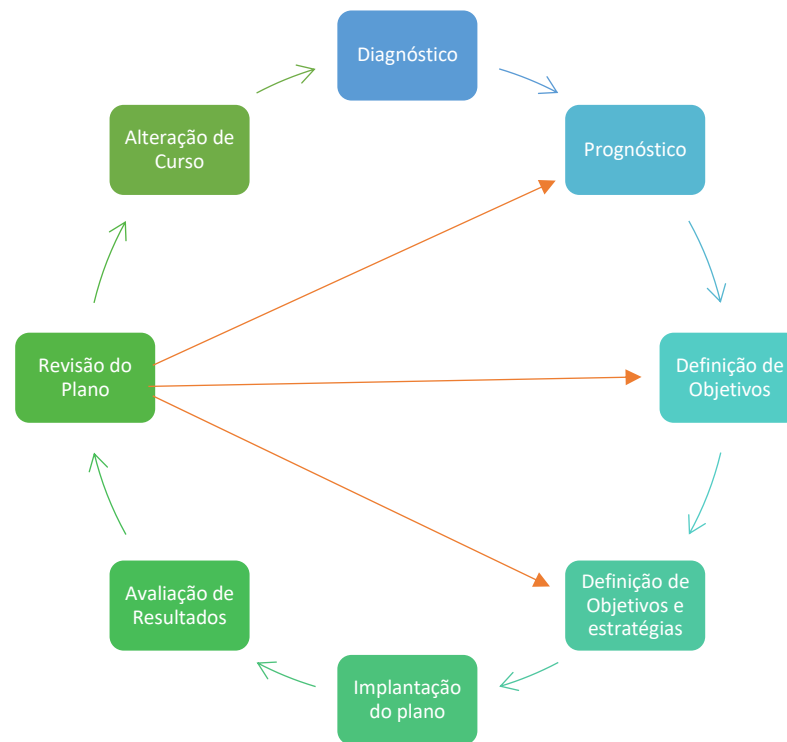 Diagnóstico
Prognóstico
Definição de
Objetivos
Definição de
Objetivos e
estratégias
Implantação
do plano
Avaliação de
Resultados
Revisão do
Plano
Alteração de
Curso